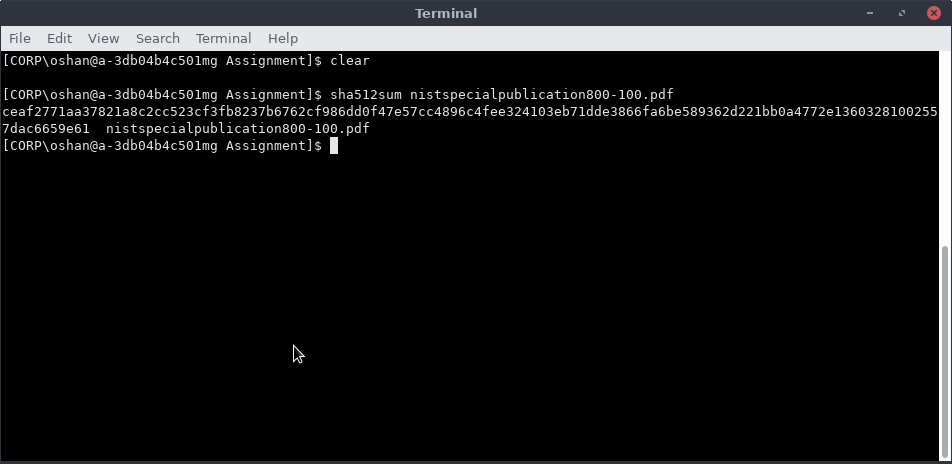 Terminal
File Edit View Search Terminal Help
[CORP\oshan@a-3db04b4c501mg Assignment]$ clear
[CORP\oshan@a-3db04b4c501mg Assignment]$ sha512sum nistspecialpublication800-100.pdf
ceaf2771aa37821a8c2cc523cf3fb8237b6762cf986dd0f47e57cc4896c4fee324103eb71dde3866fa6be589362d221bb0a4772e1360328100255
7dac6659e61  nistspecialpublication800-100.pdf
[CORP\oshan@a-3db04b4c501mg Assignment]$